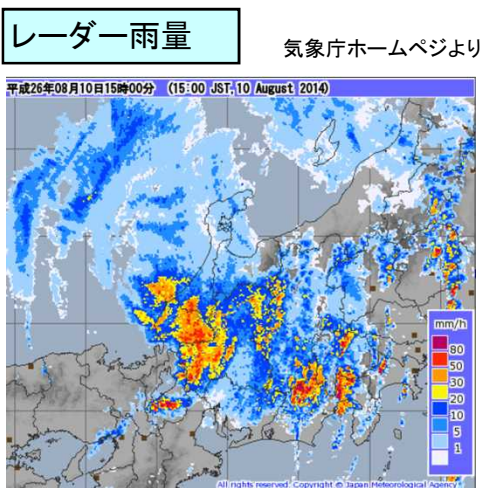 レーダー雨量
気象庁ホームペジより
平成26年08月10日15時00分 (15:00 JST, 10 August 2014)
mm/h
80
50
30
20
10
5
1
All rights reserved. Copyright © Japan Meteorological Agency